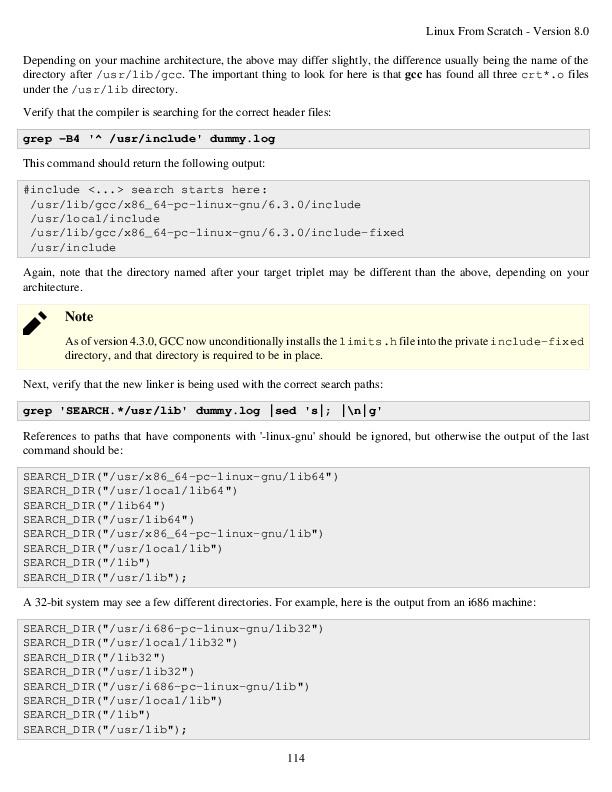 Linux From Scratch - Version 8.0
Depending on your machine architecture, the above may differ slightly, the difference usually being the name of the
directory after /usr/lib/gcc. The important thing to look for here is that gcc has found all three crt*.o files
under the /usr/lib directory.
Verify that the compiler is searching for the correct header files:
grep -B4 '^ /usr/include' dummy.log
This command should return the following output:
#include <...> search starts here:
 /usr/lib/gcc/x86_64-pc-linux-gnu/6.3.0/include
 /usr/local/include
 /usr/lib/gcc/x86_64-pc-linux-gnu/6.3.0/include-fixed
 /usr/include
Again, note that the directory named after your target triplet may be different than the above, depending on your
architecture.
Note
As of version 4.3.0, GCC now unconditionally installs the limits.h file into the private include-fixed
directory, and that directory is required to be in place.
Next, verify that the new linker is being used with the correct search paths:
grep 'SEARCH.*/usr/lib' dummy.log |sed 's|; |\n|g'
References to paths that have components with '-linux-gnu' should be ignored, but otherwise the output of the last
command should be:
SEARCH_DIR("/usr/x86_64-pc-linux-gnu/lib64")
SEARCH_DIR("/usr/local/lib64")
SEARCH_DIR("/lib64")
SEARCH_DIR("/usr/lib64")
SEARCH_DIR("/usr/x86_64-pc-linux-gnu/lib")
SEARCH_DIR("/usr/local/lib")
SEARCH_DIR("/lib")
SEARCH_DIR("/usr/lib");
A 32-bit system may see a few different directories. For example, here is the output from an i686 machine:
SEARCH_DIR("/usr/i686-pc-linux-gnu/lib32")
SEARCH_DIR("/usr/local/lib32")
SEARCH_DIR("/lib32")
SEARCH_DIR("/usr/lib32")
SEARCH_DIR("/usr/i686-pc-linux-gnu/lib")
SEARCH_DIR("/usr/local/lib")
SEARCH_DIR("/lib")
SEARCH_DIR("/usr/lib");
114